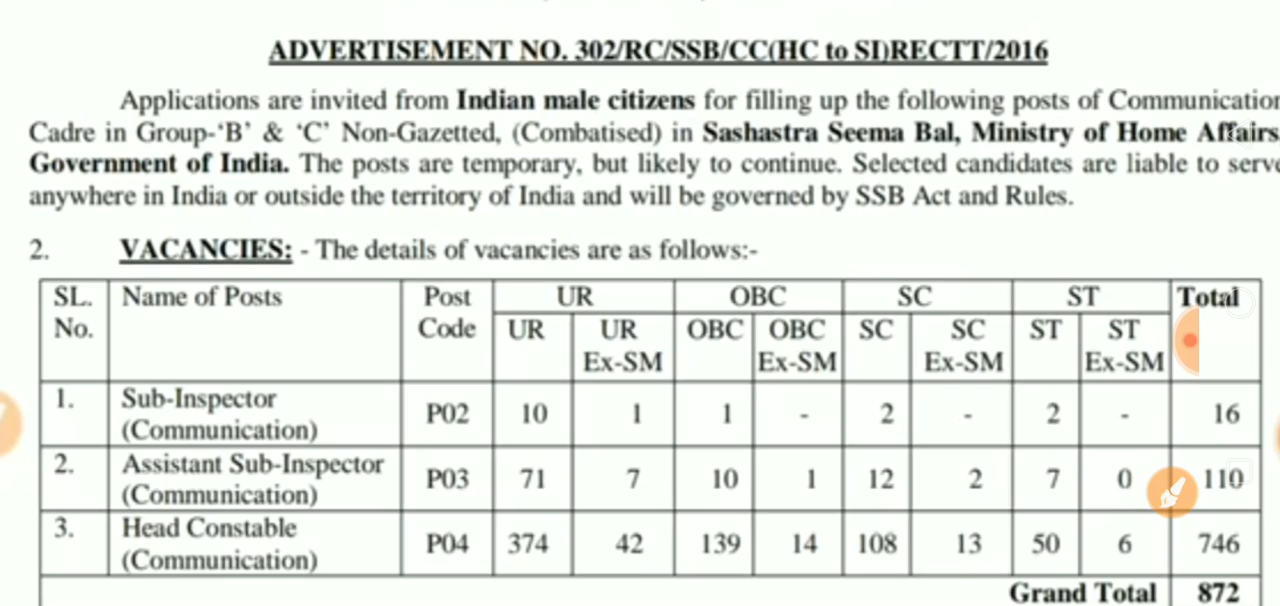 ADVERTISEMENT NO. 302/RC/SSB/CC(HC to SI)RECTT/2016
Applications are invited from Indian male citizens for filling up the following posts of Communication
Cadre in Group-‘B’ & ‘C’ Non-Gazetted, (Combatised) in Sashastra Seema Bal, Ministry of Home Affairs,
Government of India. The posts are temporary, but likely to continue. Selected candidates are liable to serve
anywhere in India or outside the territory of India and will be governed by SSB Act and Rules.
2. VACANCIES: - The details of vacancies are as follows:-
SL. No. Name of Posts Post Code UR OBC SC ST Total
UR UR Ex-SM OBC OBC Ex-SM SC SC Ex-SM ST ST Ex-SM
1. Sub-Inspector (Communication) P02 10 1 1 - 2 - 2 - 16
2. Assistant Sub-Inspector (Communication) P03 71 7 10 1 12 2 7 0 110
3. Head Constable (Communication) P04 374 42 139 14 108 13 50 6 746
Grand Total 872